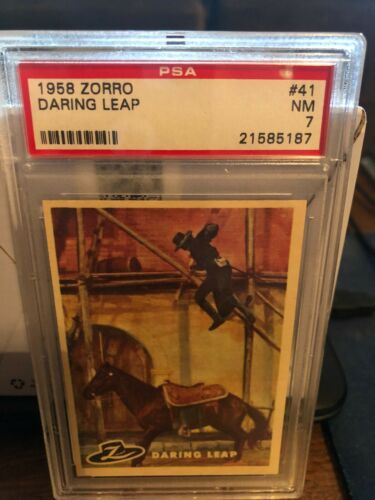 PSA
1958 ZORRO #41
DARING LEAP NM
7
21585187
Z
DARING LEAP